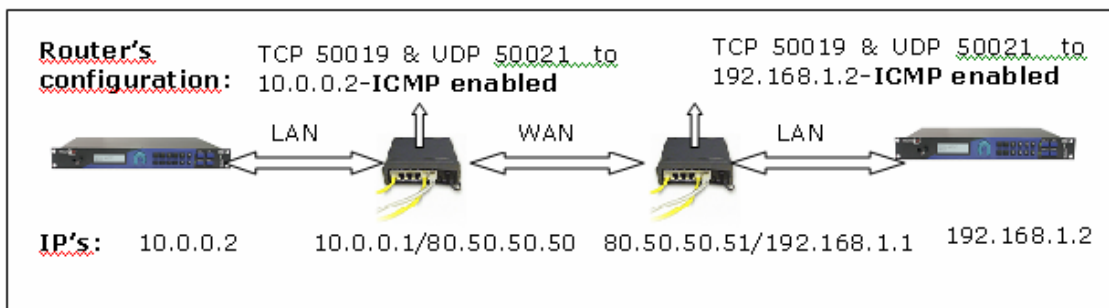 Router's configuration:
TCP 50019 & UDP 50021 to
10.0.0.2-ICMP enabled
TCP 50019 & UDP 50021 to
192.168.1.2-ICMP enabled
LAN
WAN
LAN
IP's:
10.0.0.2
10.0.0.1/80.50.50.50
80.50.50.51/192.168.1.1
192.168.1.2